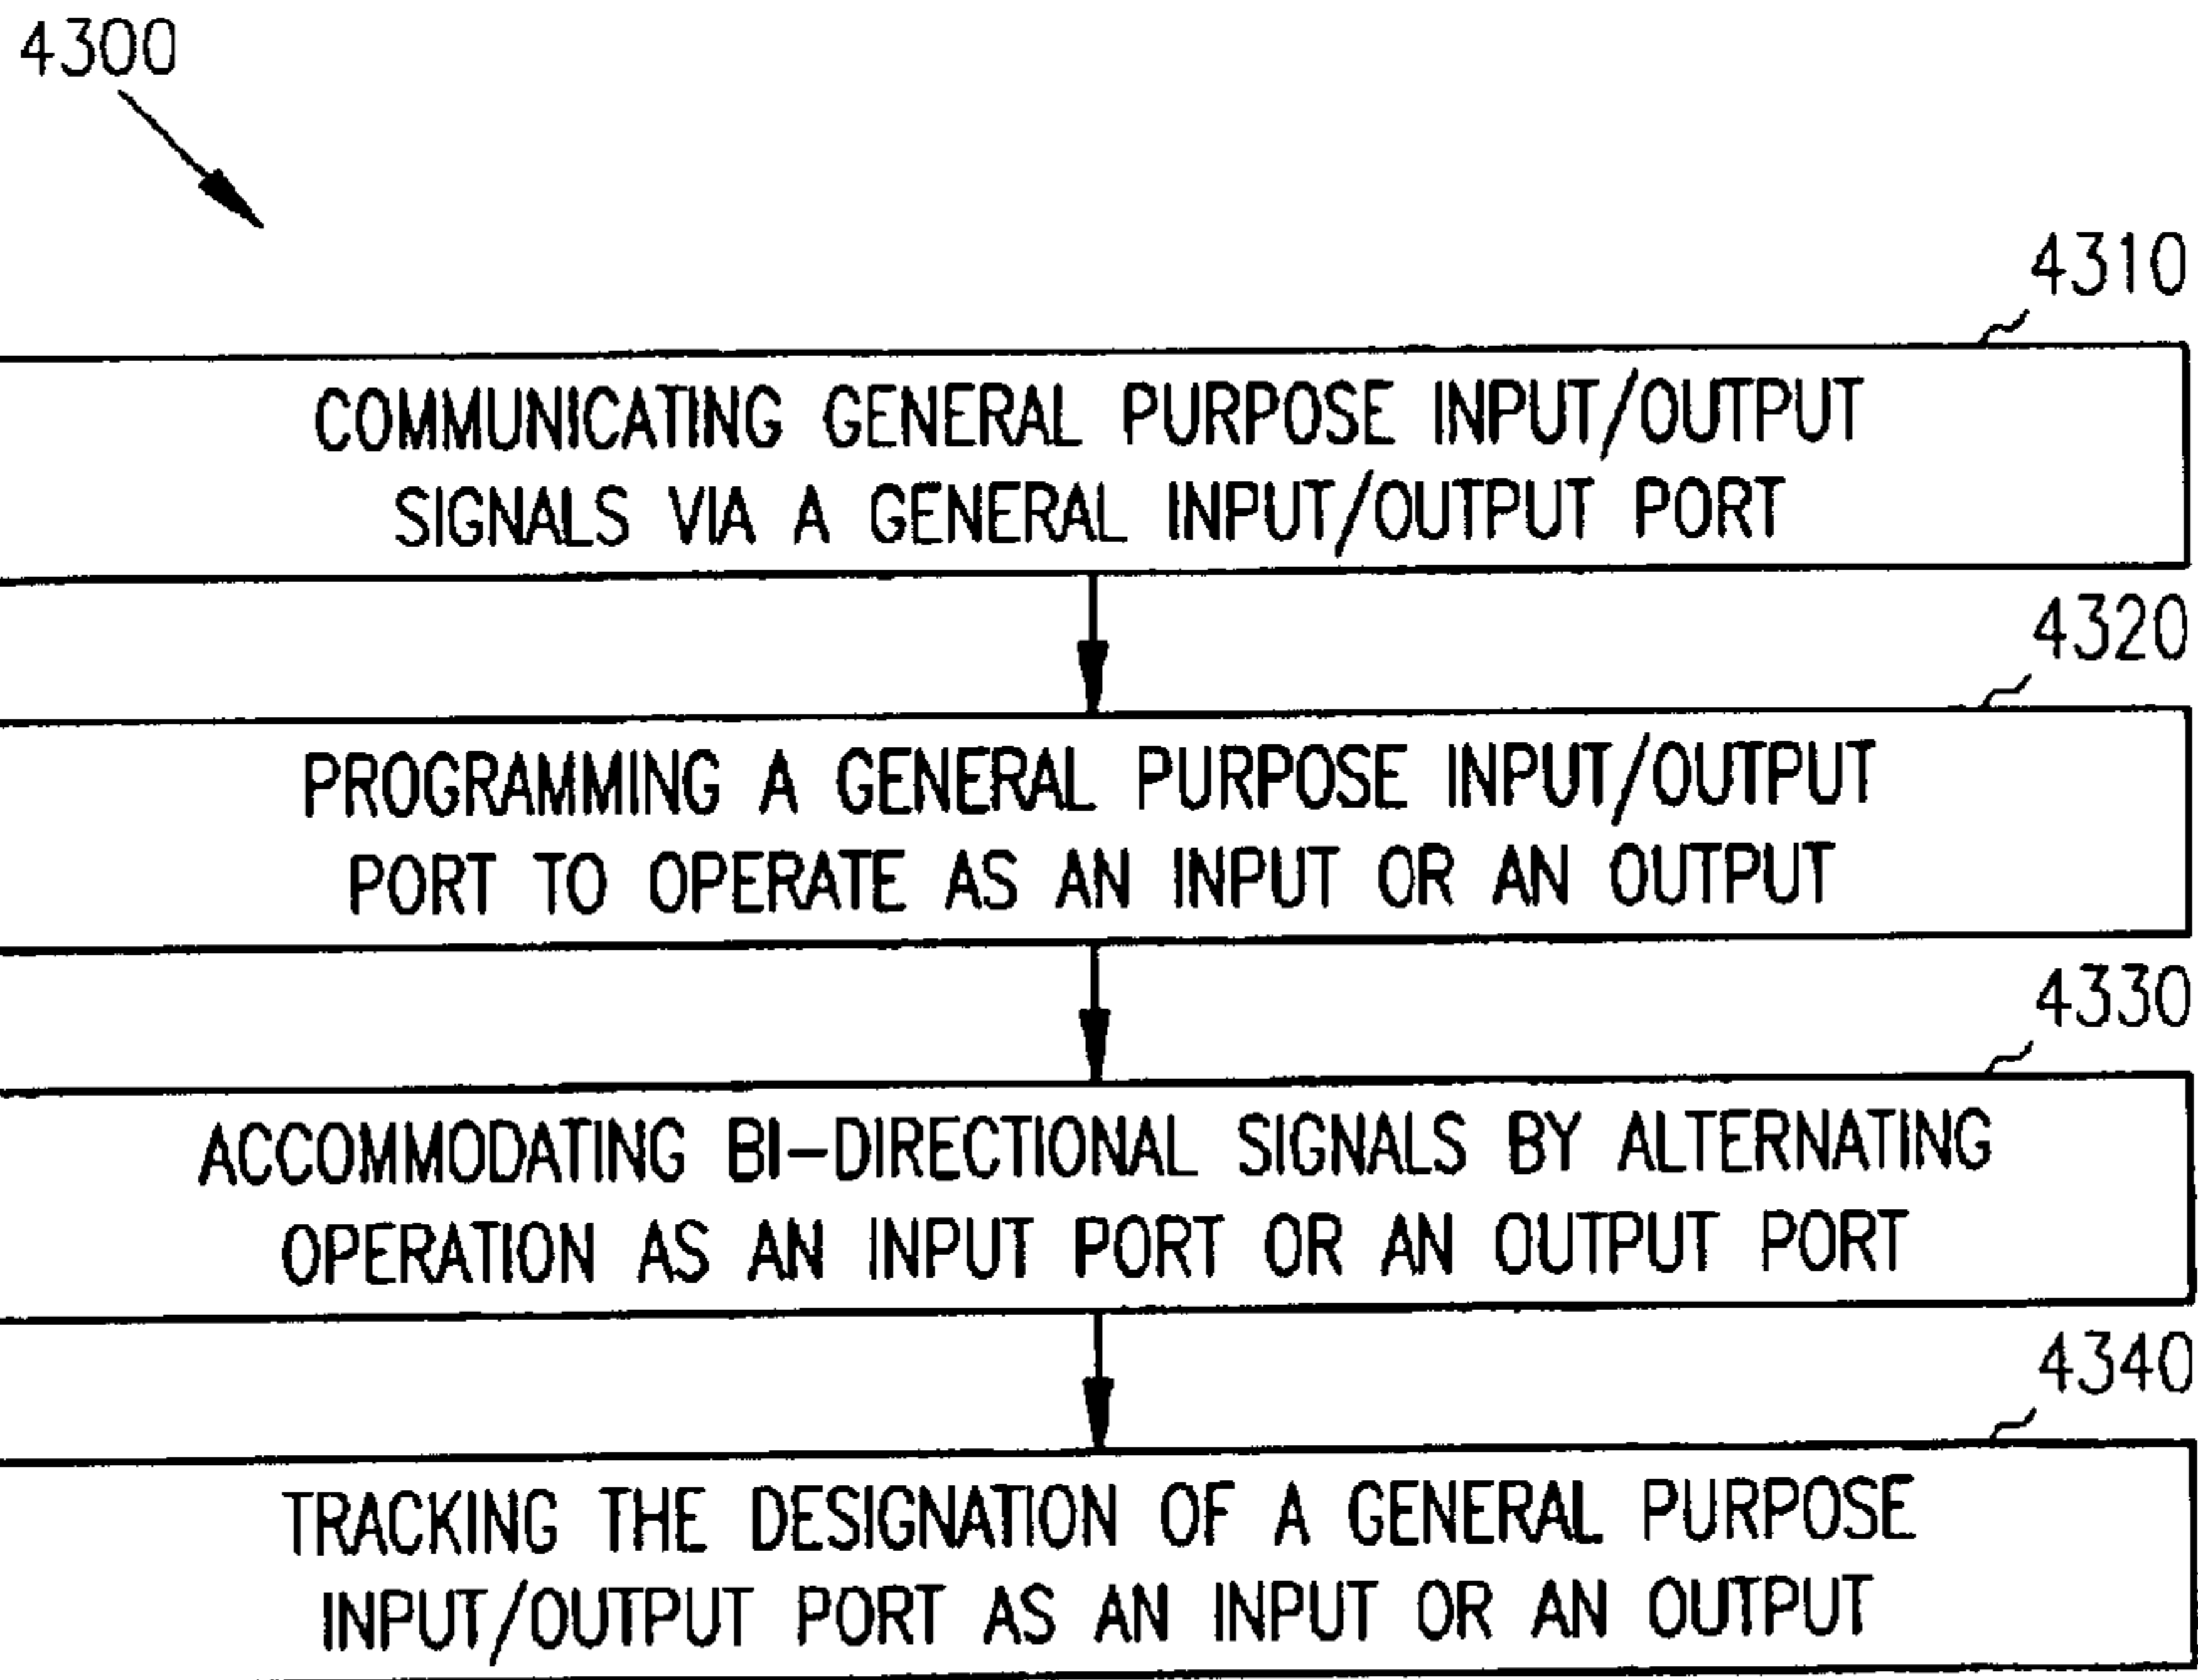 4300
4310
COMMUNICATING GENERAL PURPOSE INPUT/OUTPUT
SIGNALS VIA A GENERAL INPUT/OUTPUT PORT
4320
PROGRAMMING A GENERAL PURPOSE INPUT/OUTPUT
PORT TO OPERATE AS AN INPUT OR AN OUTPUT
4330
ACCOMMODATING BI-DIRECTIONAL SIGNALS BY ALTERNATING
OPERATION AS AN INPUT PORT OR AN OUTPUT PORT
4340
TRACKING THE DESIGNATION OF A GENERAL PURPOSE
INPUT/OUTPUT PORT AS AN INPUT OR AN OUTPUT